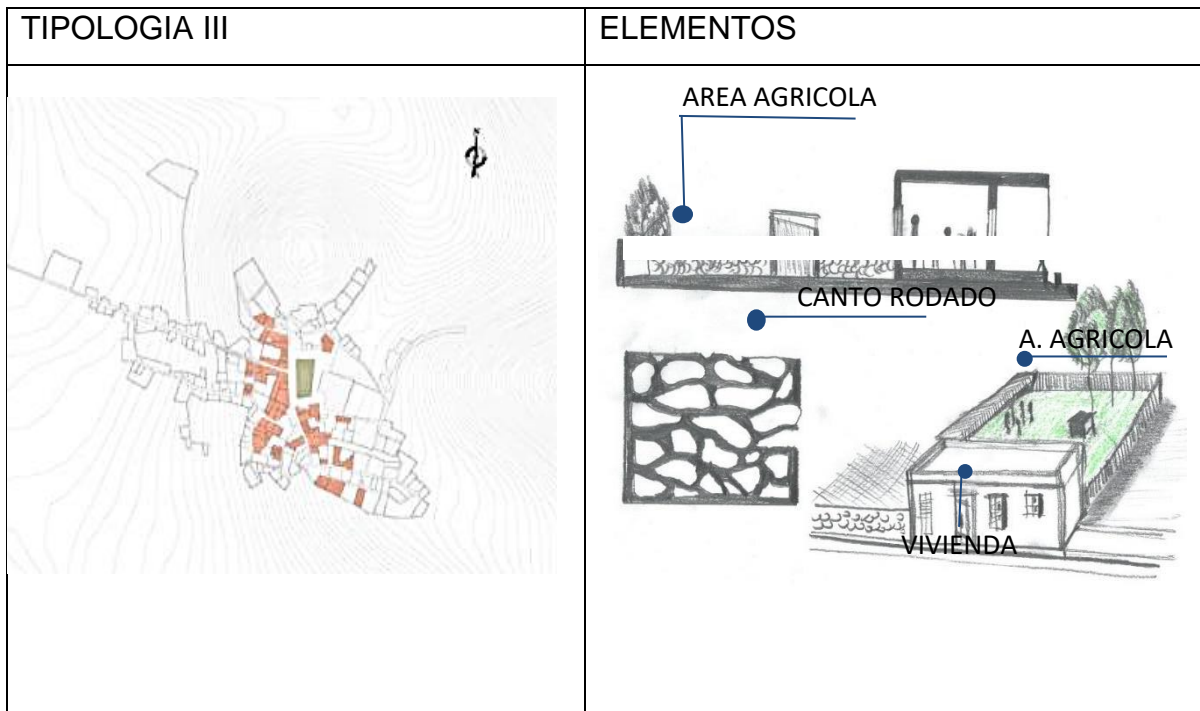 TIPOLOGIA III
ELEMENTOS
AREA AGRICOLA
CANTO RODADO
A. AGRICOLA
VIVIENDA